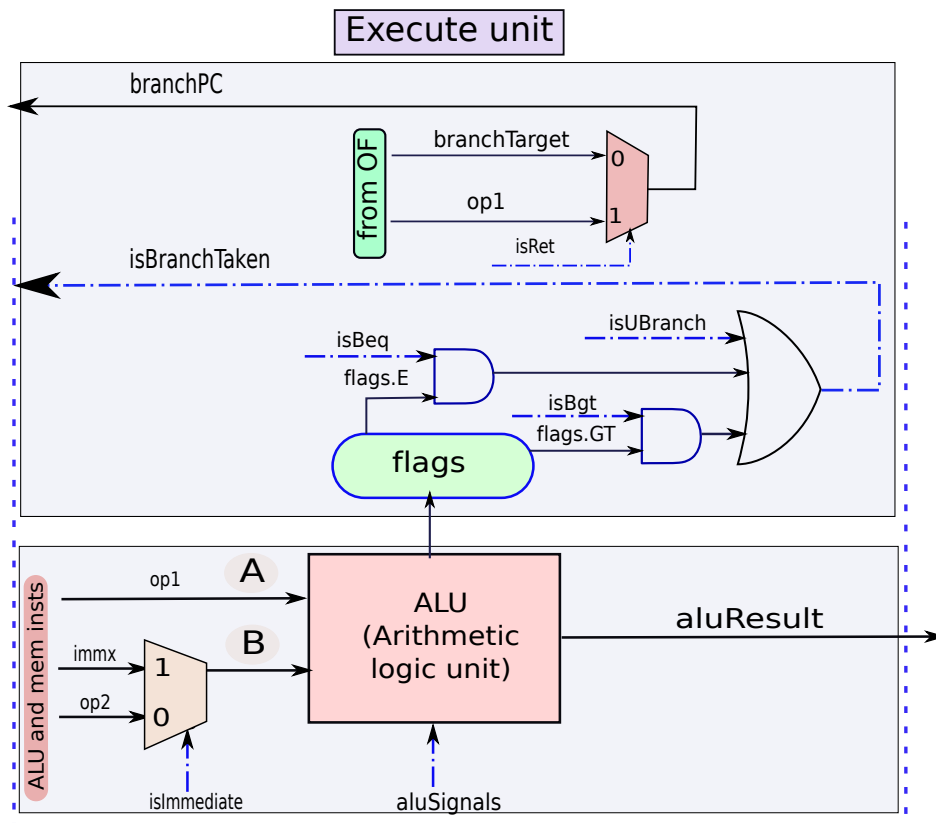 Execute unit
branchPC
from OF
branchTarget
0
op1
1
isRet
isBranchTaken
isUBranch
isBeq
flags.E
isBgt
flags.GT
flags
A
op1
ALU and mem insts
ALU
(Arithmetic
logic unit)
aluResult
B
immx
1
op2
0
isImmediate
aluSignals